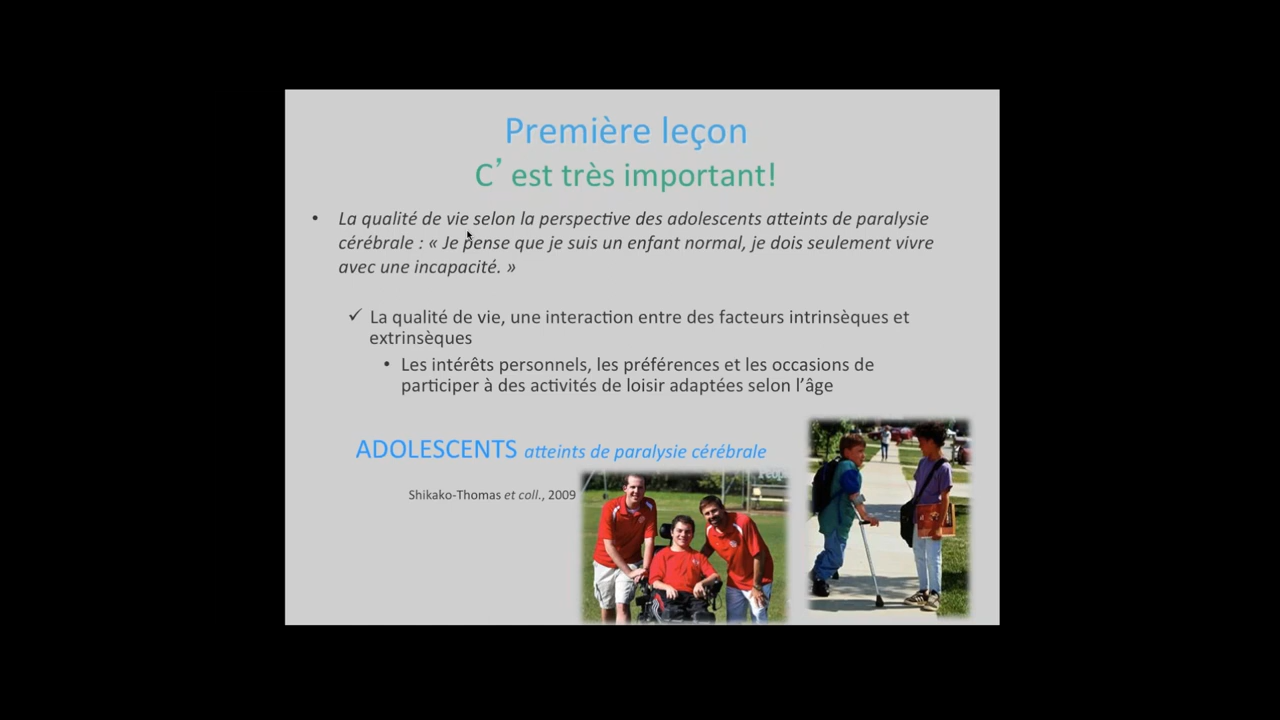 Première leçon
C’est très important!
• La qualité de vie selon la perspective des adolescents atteints de paralysie
cérébrale : « Je pense que je suis un enfant normal, je dois seulement vivre
avec une incapacité. »
✓ La qualité de vie, une interaction entre des facteurs intrinsèques et
extrinsèques
• Les intérêts personnels, les préférences et les occasions de
participer à des activités de loisir adaptées selon l’âge
ADOLESCENTS atteints de paralysie cérébrale
Shikako-Thomas et coll., 2009